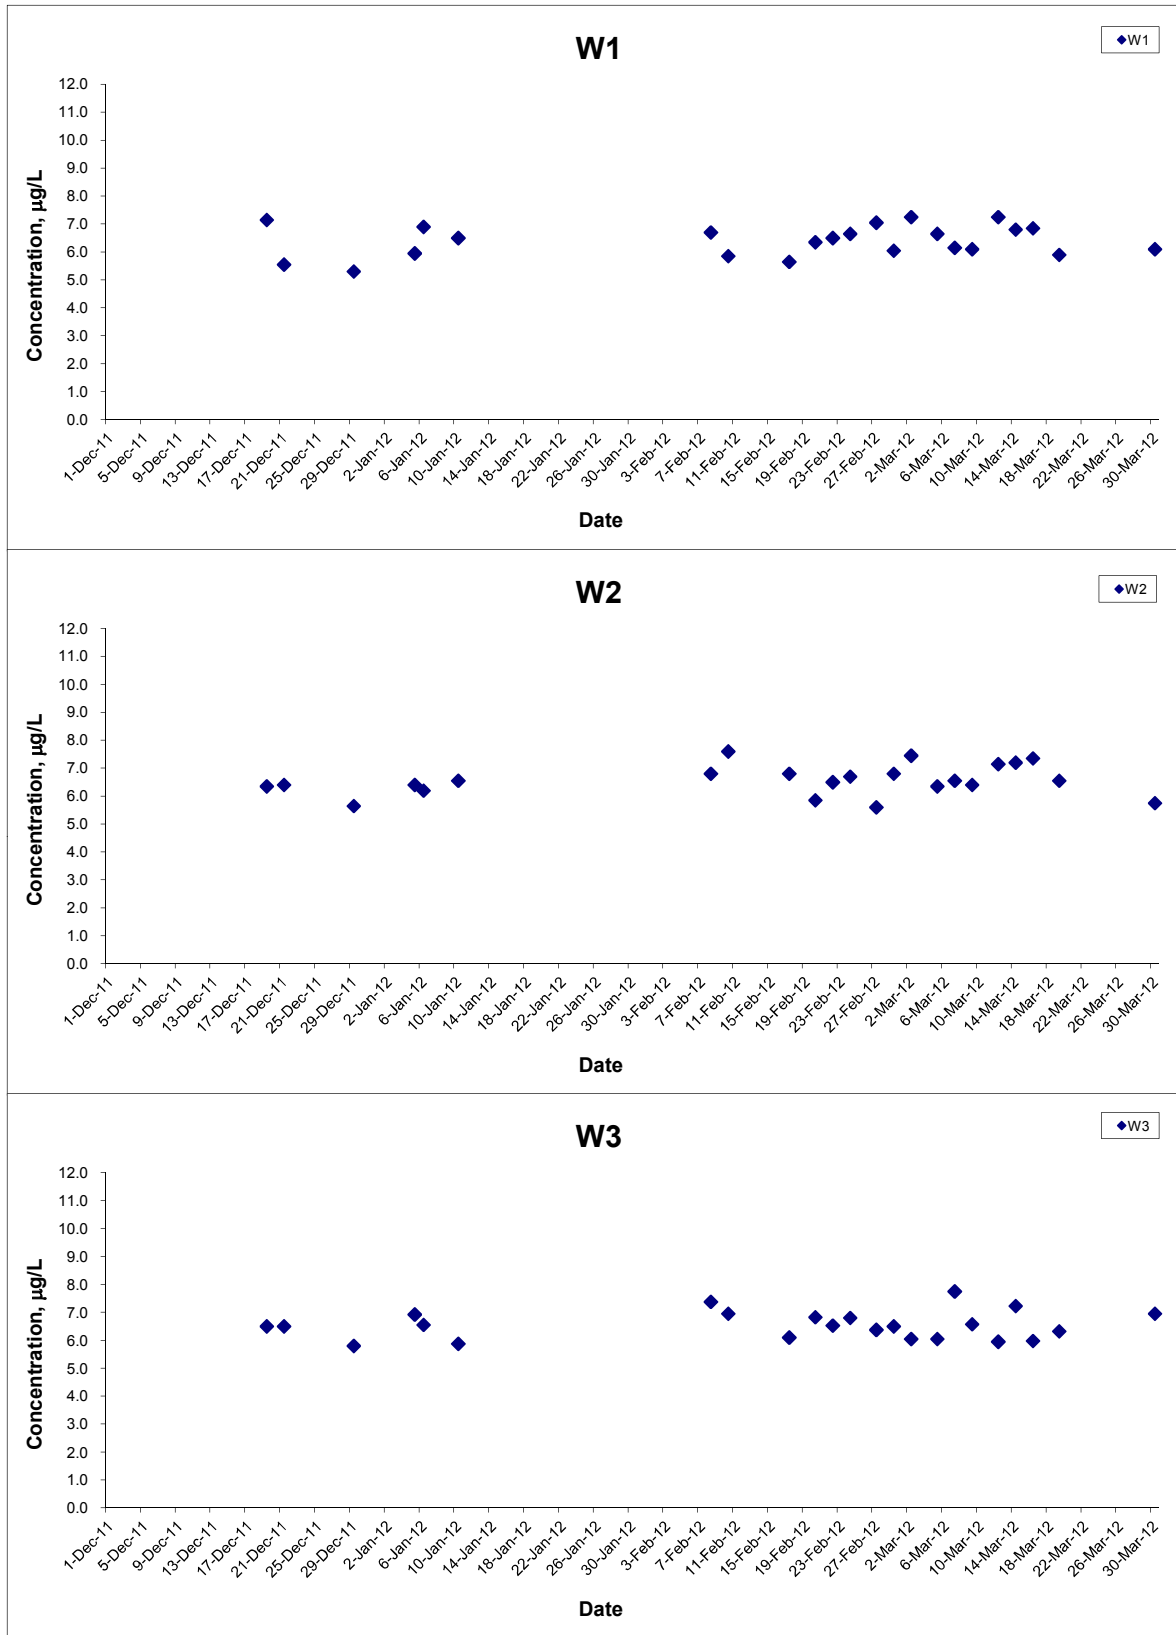 W1
W1
Concentration, µg/L
12.0
11.0
10.0
9.0
8.0
7.0
6.0
5.0
4.0
3.0
2.0
1.0
0.0
1-Dec-11
5-Dec-11
9-Dec-11
13-Dec-11
17-Dec-11
21-Dec-11
25-Dec-11
29-Dec-11
2-Jan-12
6-Jan-12
10-Jan-12
14-Jan-12
18-Jan-12
22-Jan-12
26-Jan-12
30-Jan-12
3-Feb-12
7-Feb-12
11-Feb-12
15-Feb-12
19-Feb-12
23-Feb-12
27-Feb-12
2-Mar-12
6-Mar-12
10-Mar-12
14-Mar-12
18-Mar-12
22-Mar-12
26-Mar-12
30-Mar-12
Date
W2
W2
Concentration, µg/L
12.0
11.0
10.0
9.0
8.0
7.0
6.0
5.0
4.0
3.0
2.0
1.0
0.0
1-Dec-11
5-Dec-11
9-Dec-11
13-Dec-11
17-Dec-11
21-Dec-11
25-Dec-11
29-Dec-11
2-Jan-12
6-Jan-12
10-Jan-12
14-Jan-12
18-Jan-12
22-Jan-12
26-Jan-12
30-Jan-12
3-Feb-12
7-Feb-12
11-Feb-12
15-Feb-12
19-Feb-12
23-Feb-12
27-Feb-12
2-Mar-12
6-Mar-12
10-Mar-12
14-Mar-12
18-Mar-12
22-Mar-12
26-Mar-12
30-Mar-12
Date
W3
W3
Concentration, µg/L
12.0
11.0
10.0
9.0
8.0
7.0
6.0
5.0
4.0
3.0
2.0
1.0
0.0
1-Dec-11
5-Dec-11
9-Dec-11
13-Dec-11
17-Dec-11
21-Dec-11
25-Dec-11
29-Dec-11
2-Jan-12
6-Jan-12
10-Jan-12
14-Jan-12
18-Jan-12
22-Jan-12
26-Jan-12
30-Jan-12
3-Feb-12
7-Feb-12
11-Feb-12
15-Feb-12
19-Feb-12
23-Feb-12
27-Feb-12
2-Mar-12
6-Mar-12
10-Mar-12
14-Mar-12
18-Mar-12
22-Mar-12
26-Mar-12
30-Mar-12
Date